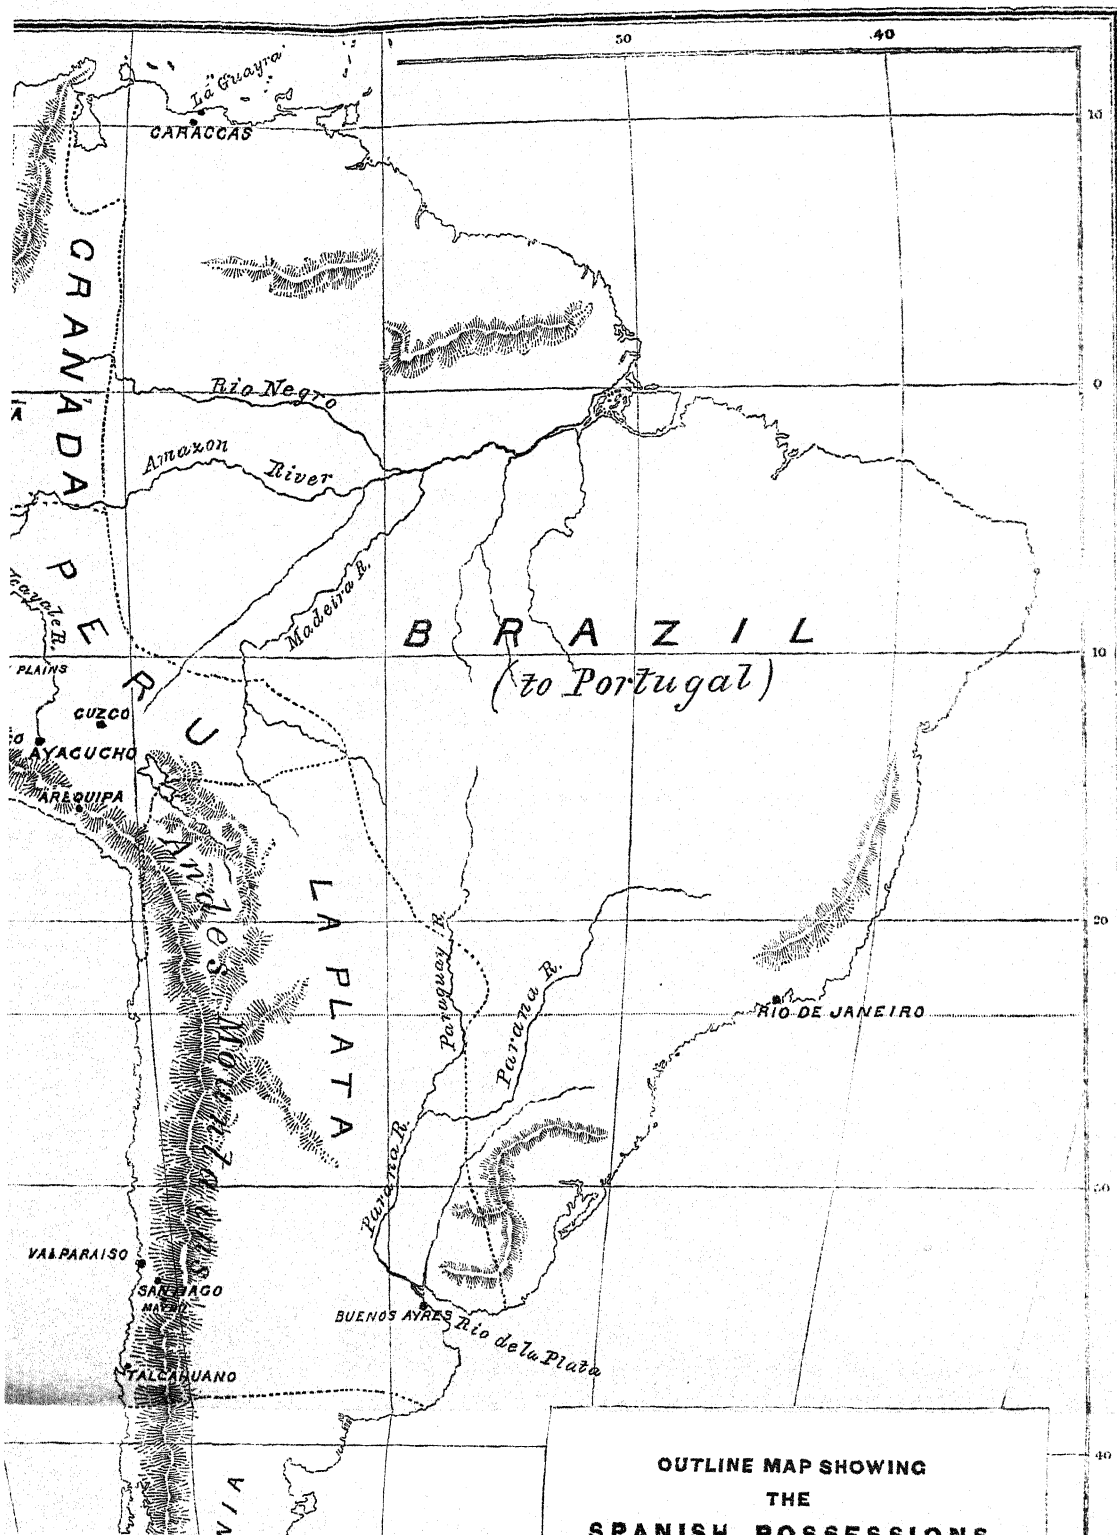 50
40
10
La Guayra
CARACCAS
GRANADA
Rio Negro
0
Amazon River
PERU
Madeira R.
BRAZIL
(to Portugal)
10
PLAINS
CUZCO
AYACUCHO
AREQUIPA
Andes Mountains
LA PLATA
20
Paraguay R.
Parana R.
RIO DE JANEIRO
Parana R.
30
VALPARAISO
SANTIAGO
BUENOS AYRES
Rio de la Plata
TALCAHUANO
40
OUTLINE MAP SHOWING
THE
SPANISH POSSESSIONS